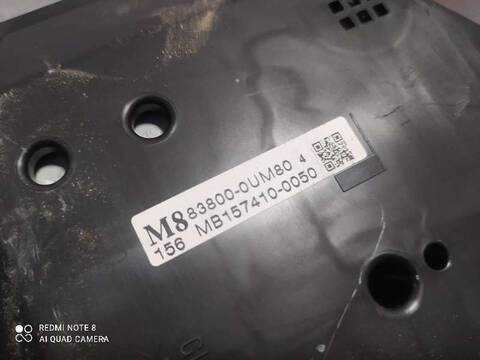 M8 83800-0UM80 4
156 MB157410-0050
REDMI NOTE 8
AI QUAD CAMERA